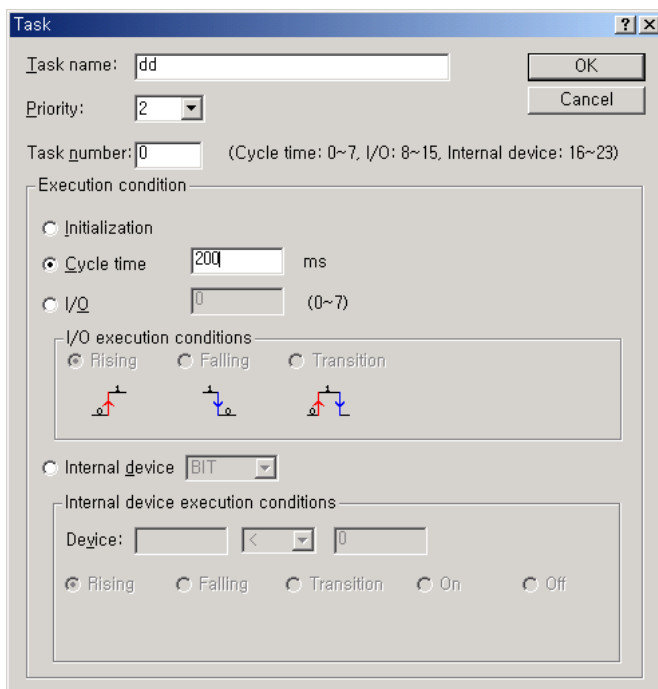 Task
Task name: dd
OK
Priority: 2
Cancel
Task number: 0 (Cycle time: 0~7, I/O: 8~15, Internal device: 16~23)
Execution condition
Initialization
Cycle time 200 ms
I/O 0 (0~7)
I/O execution conditions
Rising Falling Transition
0 1 1 0 0 1
Internal device BIT
Internal device execution conditions
Device: < 0
Rising Falling Transition On Off